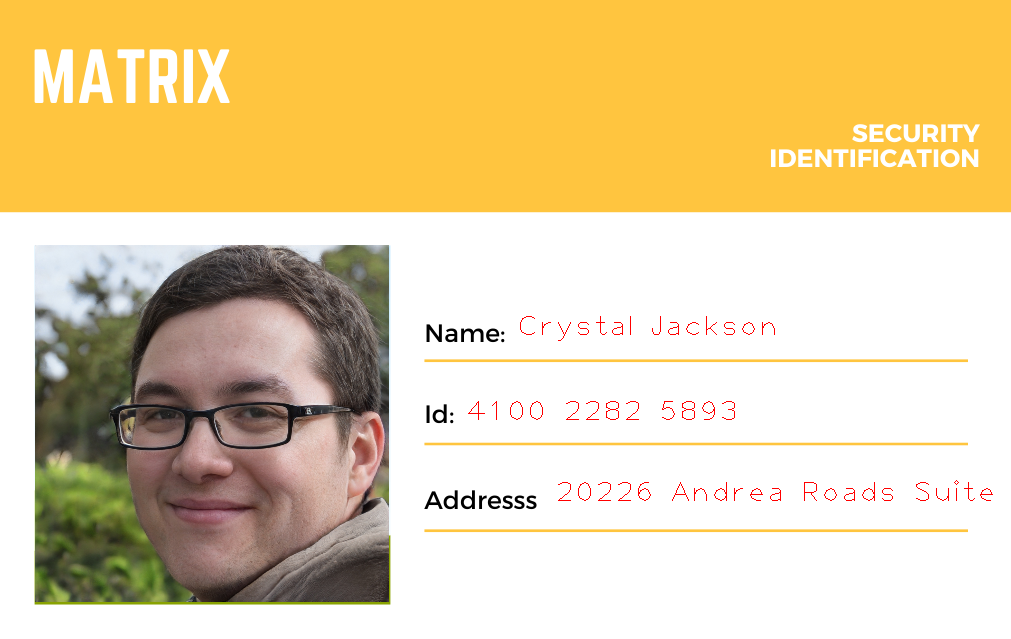 MATRIX
SECURITY
IDENTIFICATION
Name: Crystal Jackson
Id: 4100 2282 5893
Addresss 20226 Andrea Roads Suite